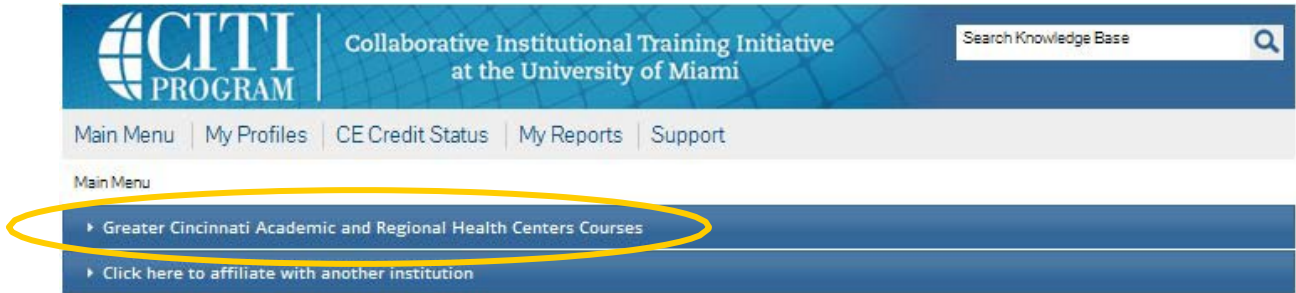 CITI
PROGRAM
Collaborative Institutional Training Initiative
at the University of Miami
Search Knowledge Base
Main Menu | My Profiles | CE Credit Status | My Reports | Support
Main Menu
Greater Cincinnati Academic and Regional Health Centers Courses
Click here to affiliate with another institution